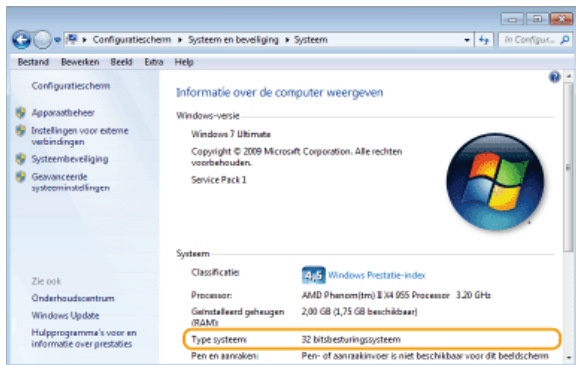 Configuratiescherm ▸ Systeem en beveiliging ▸ Systeem
In Configur...
Bestand Bewerken Beeld Extra Help
Configuratiescherm
Apparaatbeheer
Instellingen voor externe
verbindingen
Systeembeveiliging
Geavanceerde
systeeminstellingen
Zie ook
Onderhoudscentrum
Windows Update
Hulpprogramma's voor en
informatie over prestaties
Informatie over de computer weergeven
Windows-versie
Windows 7 Ultimate
Copyright © 2009 Microsoft Corporation. Alle rechten
voorbehouden.
Service Pack 1
Systeem
Classificatie: 4,5 Windows Prestatie-index
Processor: AMD Phenom(tm) II X4 955 Processor 3.20 GHz
Geïnstalleerd geheugen 2,00 GB (1,75 GB beschikbaar)
(RAM):
Type systeem: 32 bitsbesturingssysteem
Pen en aanraken: Pen- of aanraakinvoer is niet beschikbaar voor dit beeldscherm